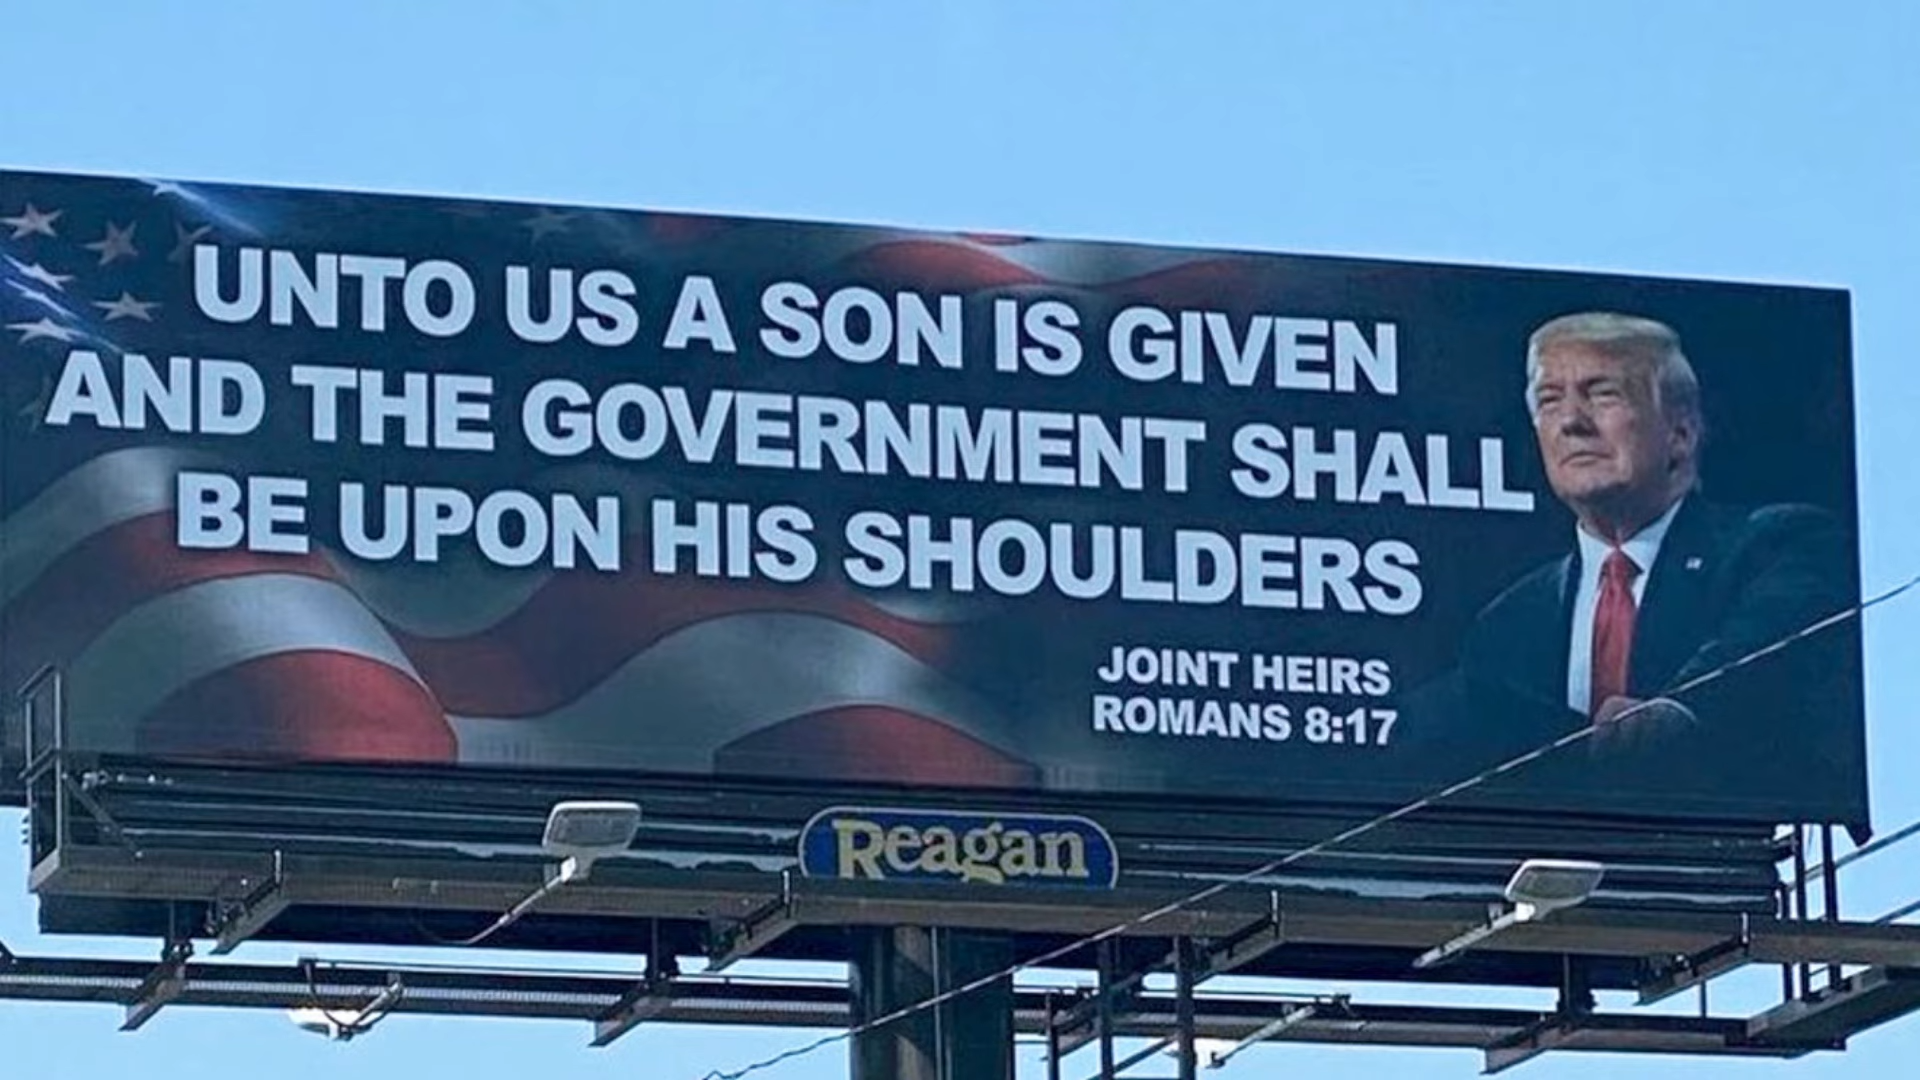 UNTO US A SON IS GIVEN
AND THE GOVERNMENT SHALL
BE UPON HIS SHOULDERS
JOINT HEIRS
ROMANS 8:17
Reagan